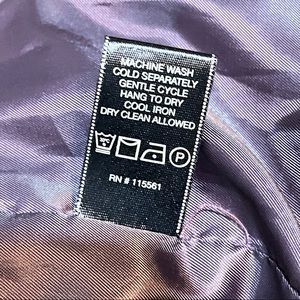 MACHINE WASH
COLD SEPARATELY
GENTLE CYCLE
HANG TO DRY
COOL IRON
DRY CLEAN ALLOWED
P
RN # 115561